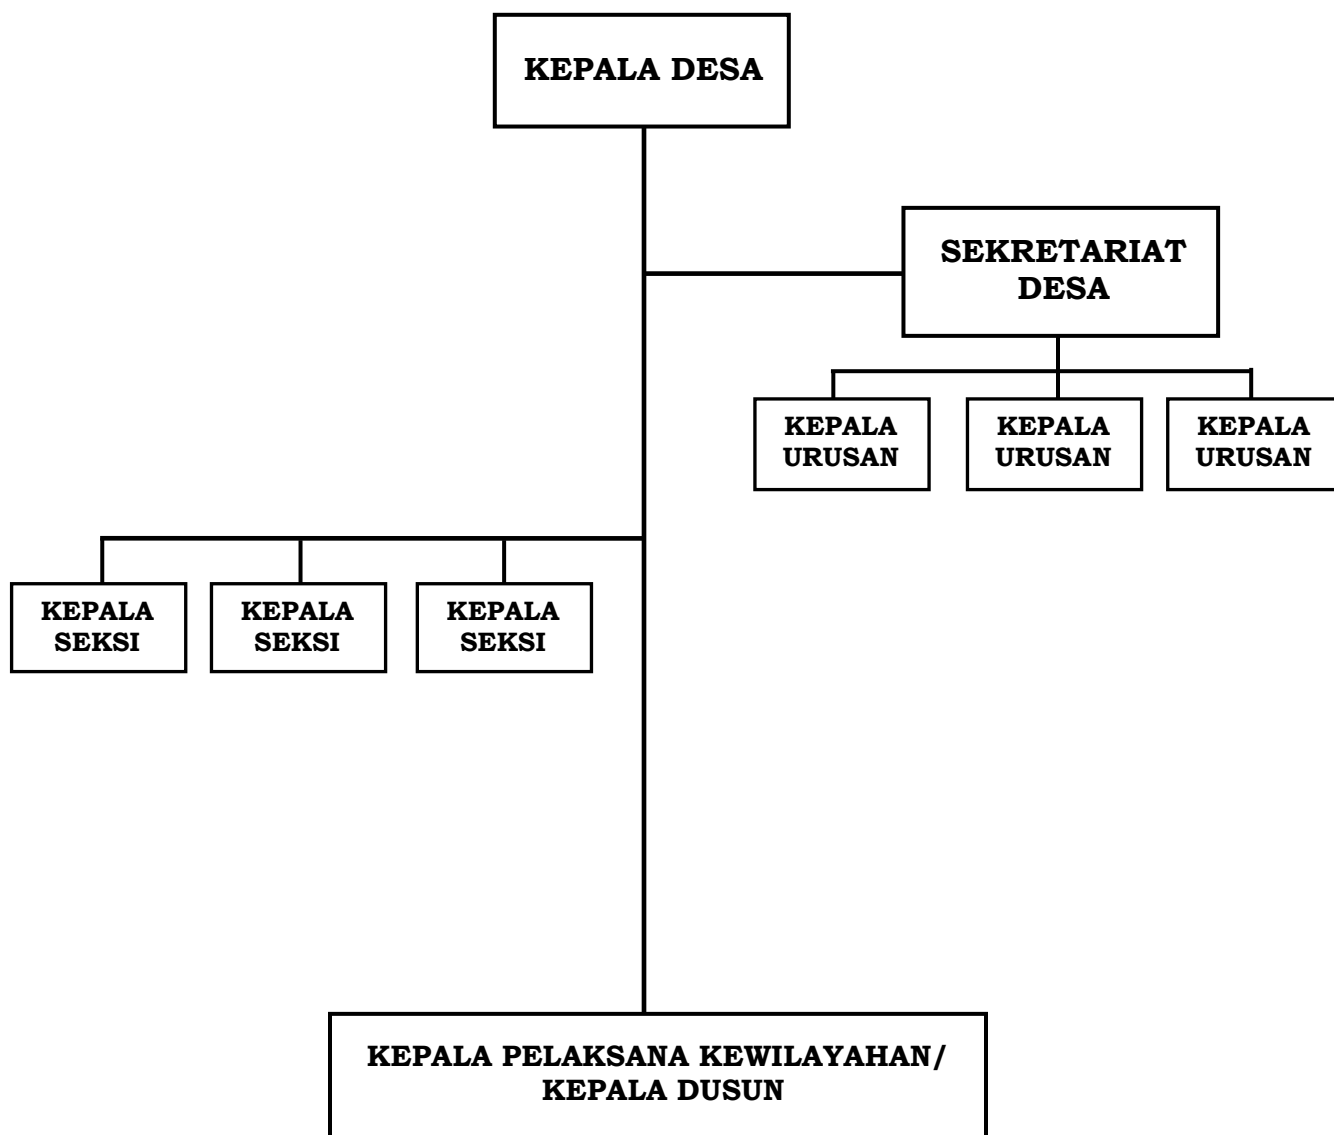 KEPALA DESA
SEKRETARIAT
DESA
KEPALA
URUSAN
KEPALA
URUSAN
KEPALA
URUSAN
KEPALA
SEKSI
KEPALA
SEKSI
KEPALA
SEKSI
KEPALA PELAKSANA KEWILAYAHAN/
KEPALA DUSUN